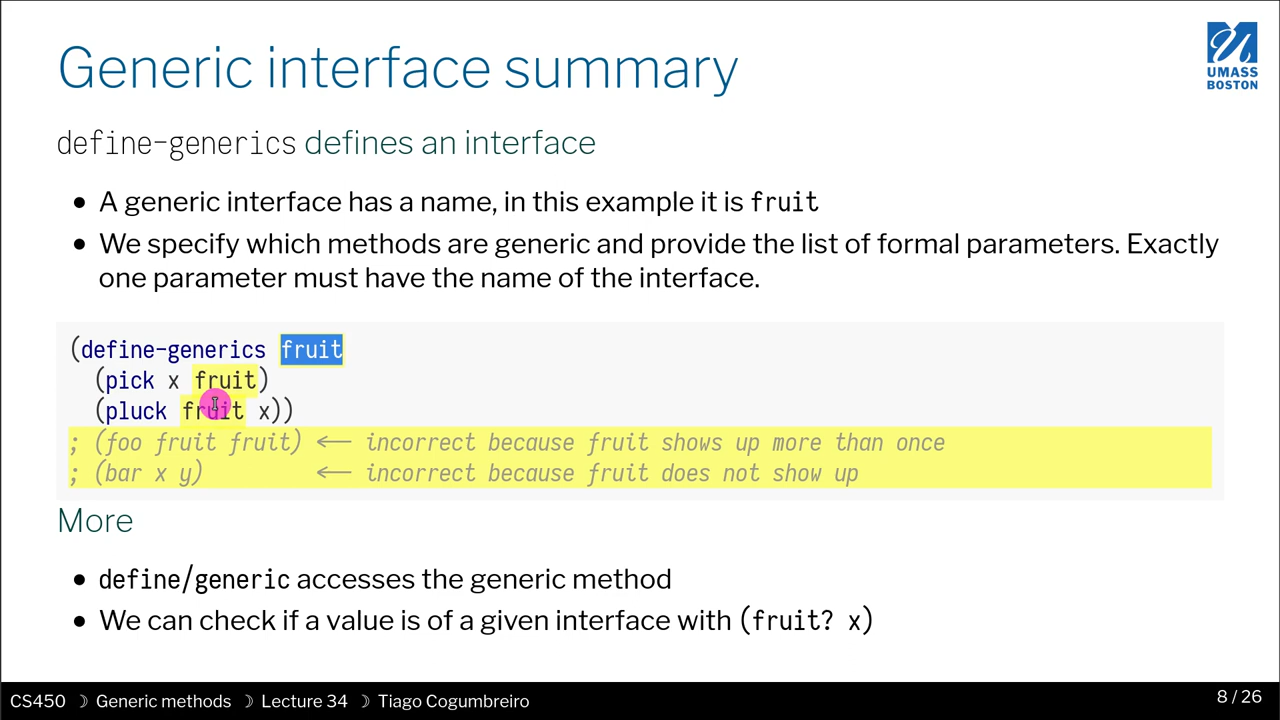 Generic interface summary
UMASS
BOSTON
define-generics defines an interface
• A generic interface has a name, in this example it is fruit
• We specify which methods are generic and provide the list of formal parameters. Exactly
one parameter must have the name of the interface.
(define-generics fruit
(pick x fruit)
(pluck fruit x))
; (foo fruit fruit) ⟵ incorrect because fruit shows up more than once
; (bar x y) ⟵ incorrect because fruit does not show up
More
• define/generic accesses the generic method
• We can check if a value is of a given interface with (fruit? x)
CS450 ☽ Generic methods ☽ Lecture 34 ☽ Tiago Cogumbreiro
8 / 26